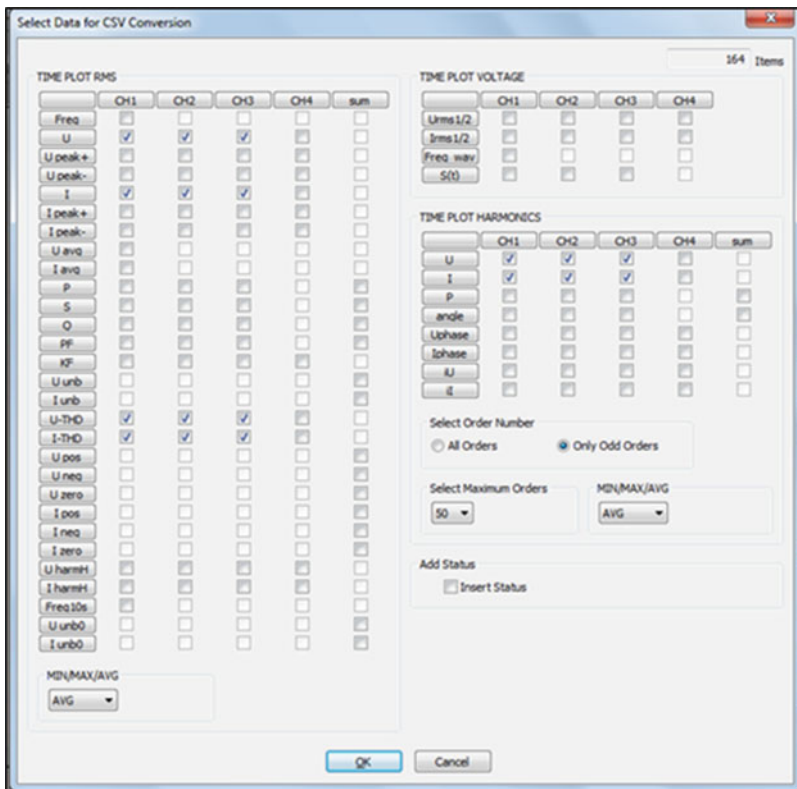 Select Data for CSV Conversion
164 Items
TIME PLOT RMS
CH1 CH2 CH3 CH4 sum
Freq
U
U peak+
U peak-
I
I peak+
I peak-
U avg
I avg
P
S
Q
PF
KF
U unb
I unb
U-THD
I-THD
U pos
U neg
U zero
I pos
I neg
I zero
U harmH
I harmH
Freq10s
U unb0
I unb0
MIN/MAX/AVG
AVG
TIME PLOT VOLTAGE
CH1 CH2 CH3 CH4
Urms1/2
Irms1/2
Freq wav
S(t)
TIME PLOT HARMONICS
CH1 CH2 CH3 CH4 sum
U
I
P
angle
Uphase
Iphase
iU
iI
Select Order Number
All Orders Only Odd Orders
Select Maximum Orders MIN/MAX/AVG
50 AVG
Add Status
Insert Status
OK Cancel